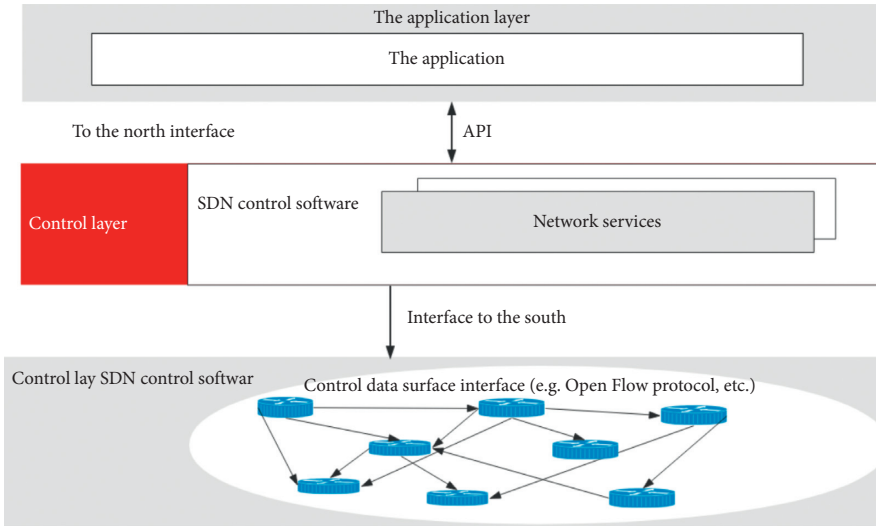 The application layer
The application
To the north interface
API
Control layer
SDN control software
Network services
Interface to the south
Control lay SDN control softwar
Control data surface interface (e.g. Open Flow protocol, etc.)